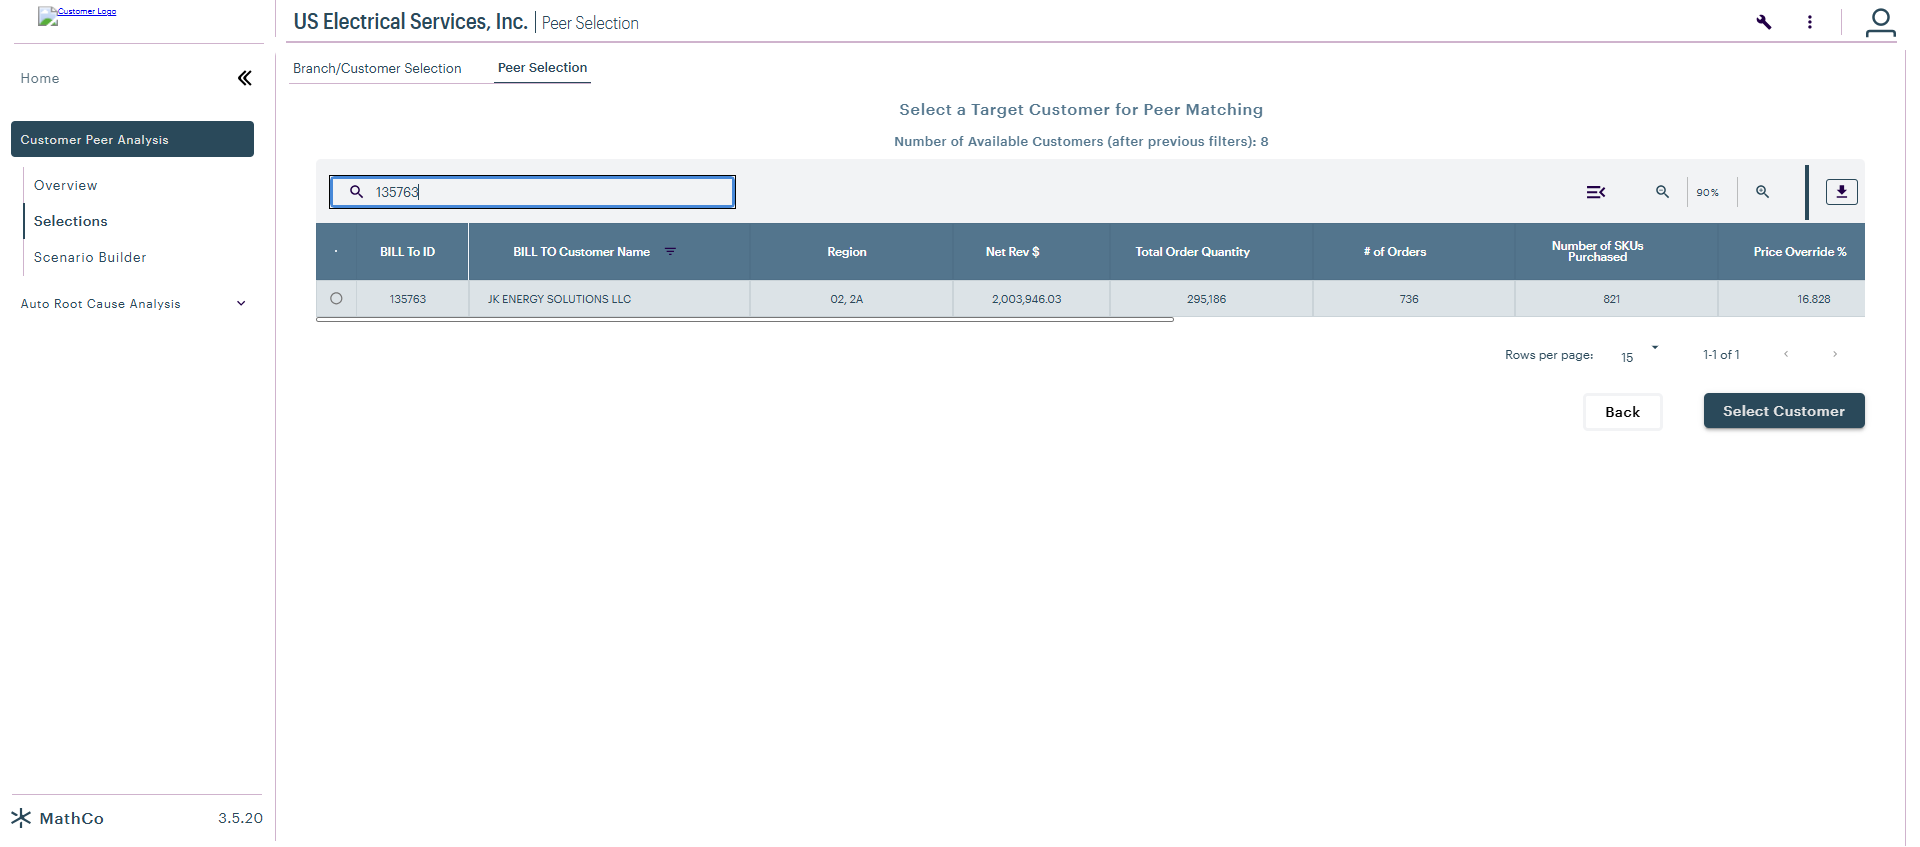 Customer Logo
US Electrical Services, Inc. | Peer Selection
Home
Branch/Customer Selection
Peer Selection
Select a Target Customer for Peer Matching
Number of Available Customers (after previous filters): 8
Customer Peer Analysis
Overview
Selections
Scenario Builder
Auto Root Cause Analysis
135763
90%
BILL To ID
BILL TO Customer Name
Region
Net Rev $
Total Order Quantity
# of Orders
Number of SKUs
Purchased
Price Override %
135763
JK ENERGY SOLUTIONS LLC
02, 2A
2,003,946.03
295,186
736
821
16.828
Rows per page:
15
1-1 of 1
Back
Select Customer
MathCo
3.5.20